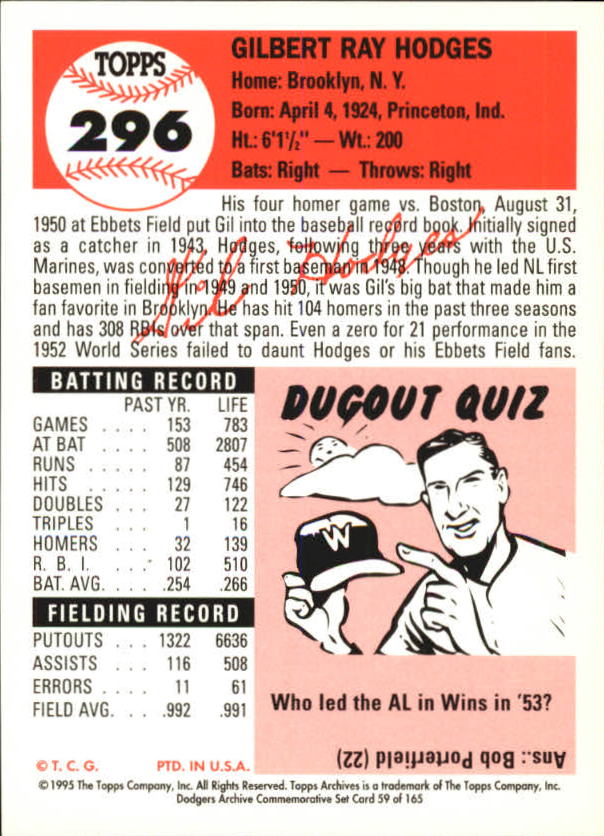 TOPPS
296
GILBERT RAY HODGES
Home: Brooklyn, N. Y.
Born: April 4, 1924, Princeton, Ind.
Ht.: 6'1½" — Wt.: 200
Bats: Right — Throws: Right
His four homer game vs. Boston, August 31,
1950 at Ebbets Field put Gil into the baseball record book. Initially signed
as a catcher in 1943, Hodges, following three years with the U.S.
Marines, was converted to a first baseman in 1948. Though he led NL first
basemen in fielding in 1949 and 1950, it was Gil's big bat that made him a
fan favorite in Brooklyn. He has hit 104 homers in the past three seasons
and has 308 RBIs over that span. Even a zero for 21 performance in the
1952 World Series failed to daunt Hodges or his Ebbets Field fans.
Gil Hodges
BATTING RECORD
PAST YR. LIFE
GAMES . . . . 153 783
AT BAT . . . . 508 2807
RUNS . . . . . 87 454
HITS . . . . . 129 746
DOUBLES . . . 27 122
TRIPLES . . . 1 16
HOMERS . . . 32 139
R. B. I. . . . 102 510
BAT. AVG. . . . .254 .266
FIELDING RECORD
PUTOUTS . . . 1322 6636
ASSISTS . . . 116 508
ERRORS . . . . 11 61
FIELD AVG. . . .992 .991
© T. C. G. PTD. IN U.S.A.
DUGOUT QUIZ
W
Who led the AL in Wins in '53?
Ans.: Bob Porterfield (22)
© 1995 The Topps Company, Inc. All Rights Reserved. Topps Archives is a trademark of The Topps Company, Inc.
Dodgers Archive Commemorative Set Card 59 of 165